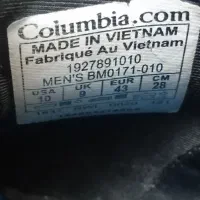 Columbia.com
MADE IN VIETNAM
Fabriqué Au Vietnam
1927891010
MEN'S BM0171-010
USA UK EUR CM
10 9 43 28